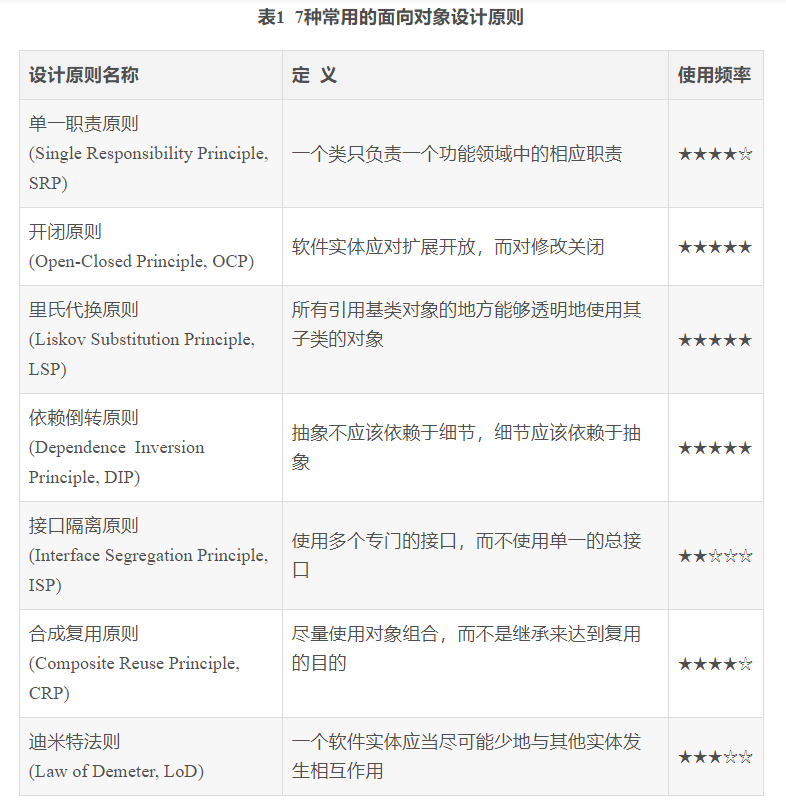 表1 7种常用的面向对象设计原则
设计原则名称 定 义 使用频率
单一职责原则
(Single Responsibility Principle,
SRP)
一个类只负责一个功能领域中的相应职责
★★★★☆
开闭原则
(Open-Closed Principle, OCP)
软件实体应对扩展开放，而对修改关闭
★★★★★
里氏代换原则
(Liskov Substitution Principle,
LSP)
所有引用基类对象的地方能够透明地使用其
子类的对象
★★★★★
依赖倒转原则
(Dependence Inversion
Principle, DIP)
抽象不应该依赖于细节，细节应该依赖于抽
象
★★★★★
接口隔离原则
(Interface Segregation Principle,
ISP)
使用多个专门的接口，而不使用单一的总接
口
★★☆☆☆
合成复用原则
(Composite Reuse Principle,
CRP)
尽量使用对象组合，而不是继承来达到复用
的目的
★★★★☆
迪米特法则
(Law of Demeter, LoD)
一个软件实体应当尽可能少地与其他实体发
生相互作用
★★★☆☆